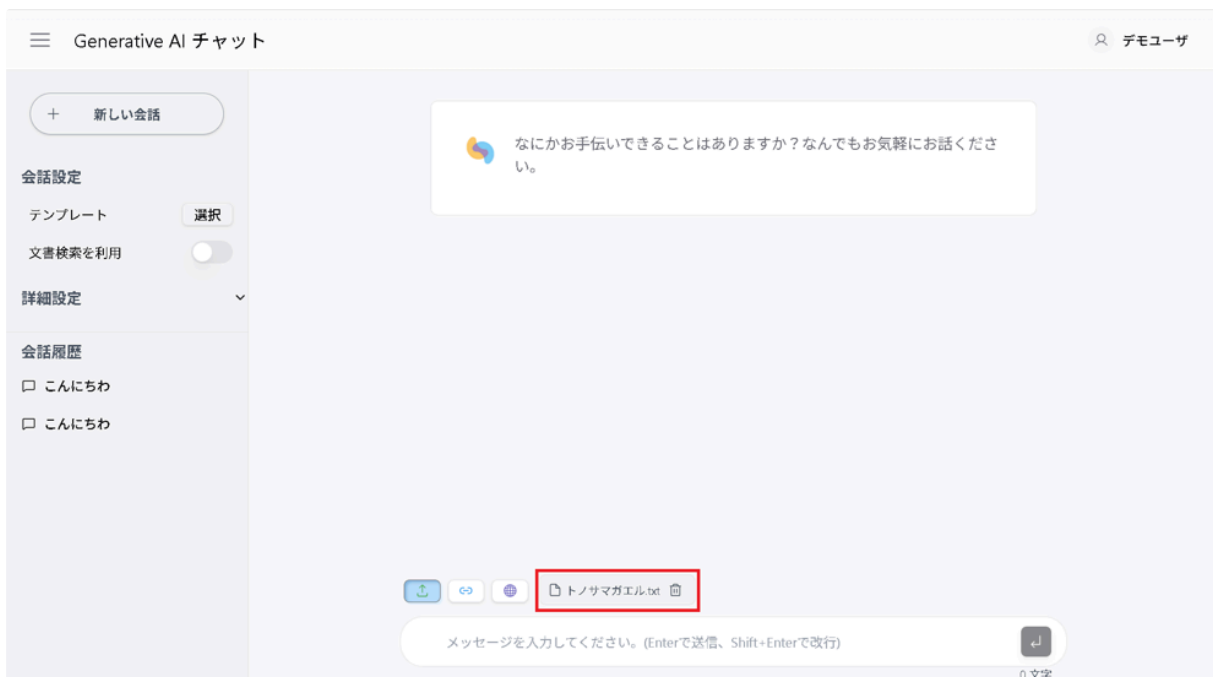 Generative AI チャット
デモユーザ
新しい会話
会話設定
テンプレート 選択
文書検索を利用
詳細設定
会話履歴
こんにちわ
こんにちわ
なにかお手伝いできることはありますか？なんでもお気軽にお話くださ
い。
トノサマガエル.txt
メッセージを入力してください。(Enterで送信、Shift+Enterで改行)
0 文字